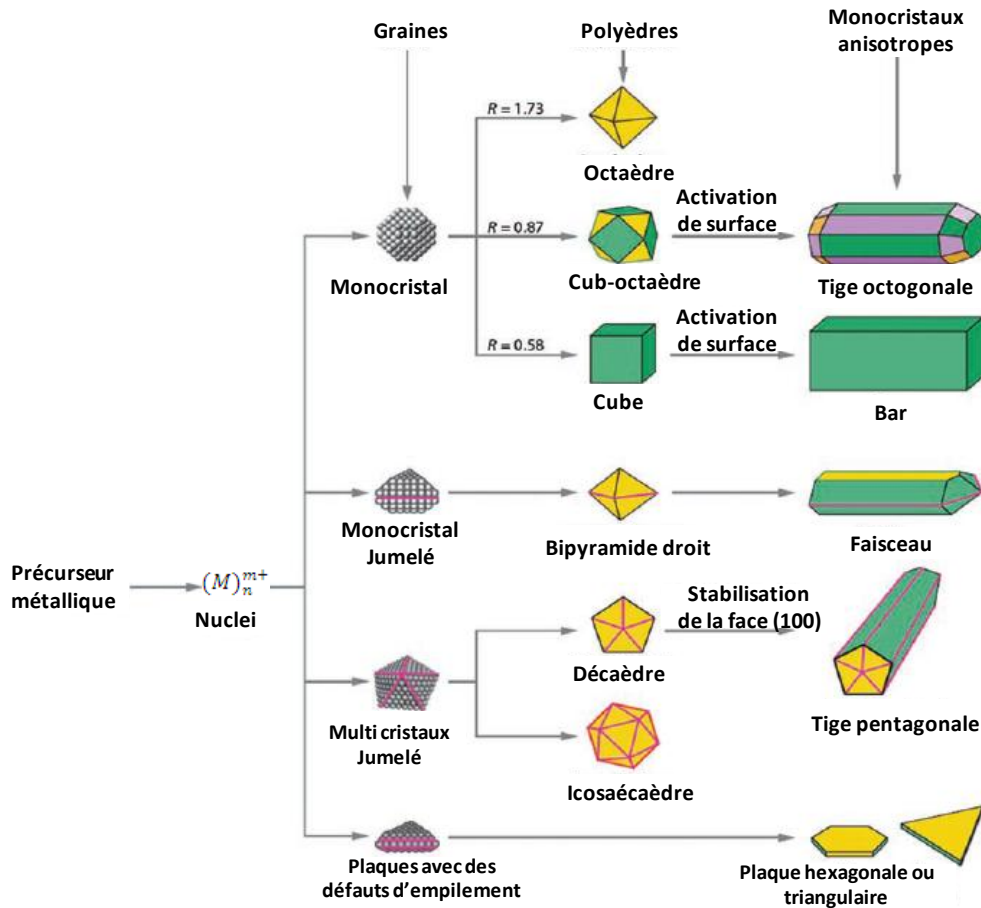 Graines
Polyèdres
Monocristaux
anisotropes
R = 1.73
Octaèdre
R = 0.87
Activation
de surface
Monocristal
Cub-octaèdre
Tige octogonale
R = 0.58
Activation
de surface
Cube
Bar
Monocristal
Jumelé
Bipyramide droit
Faisceau
Précurseur
métallique
(M)ₙᵐ⁺
Nuclei
Stabilisation
de la face (100)
Décaèdre
Multi cristaux
Jumelé
Tige pentagonale
Icosaécaèdre
Plaques avec des
défauts d'empilement
Plaque hexagonale ou
triangulaire